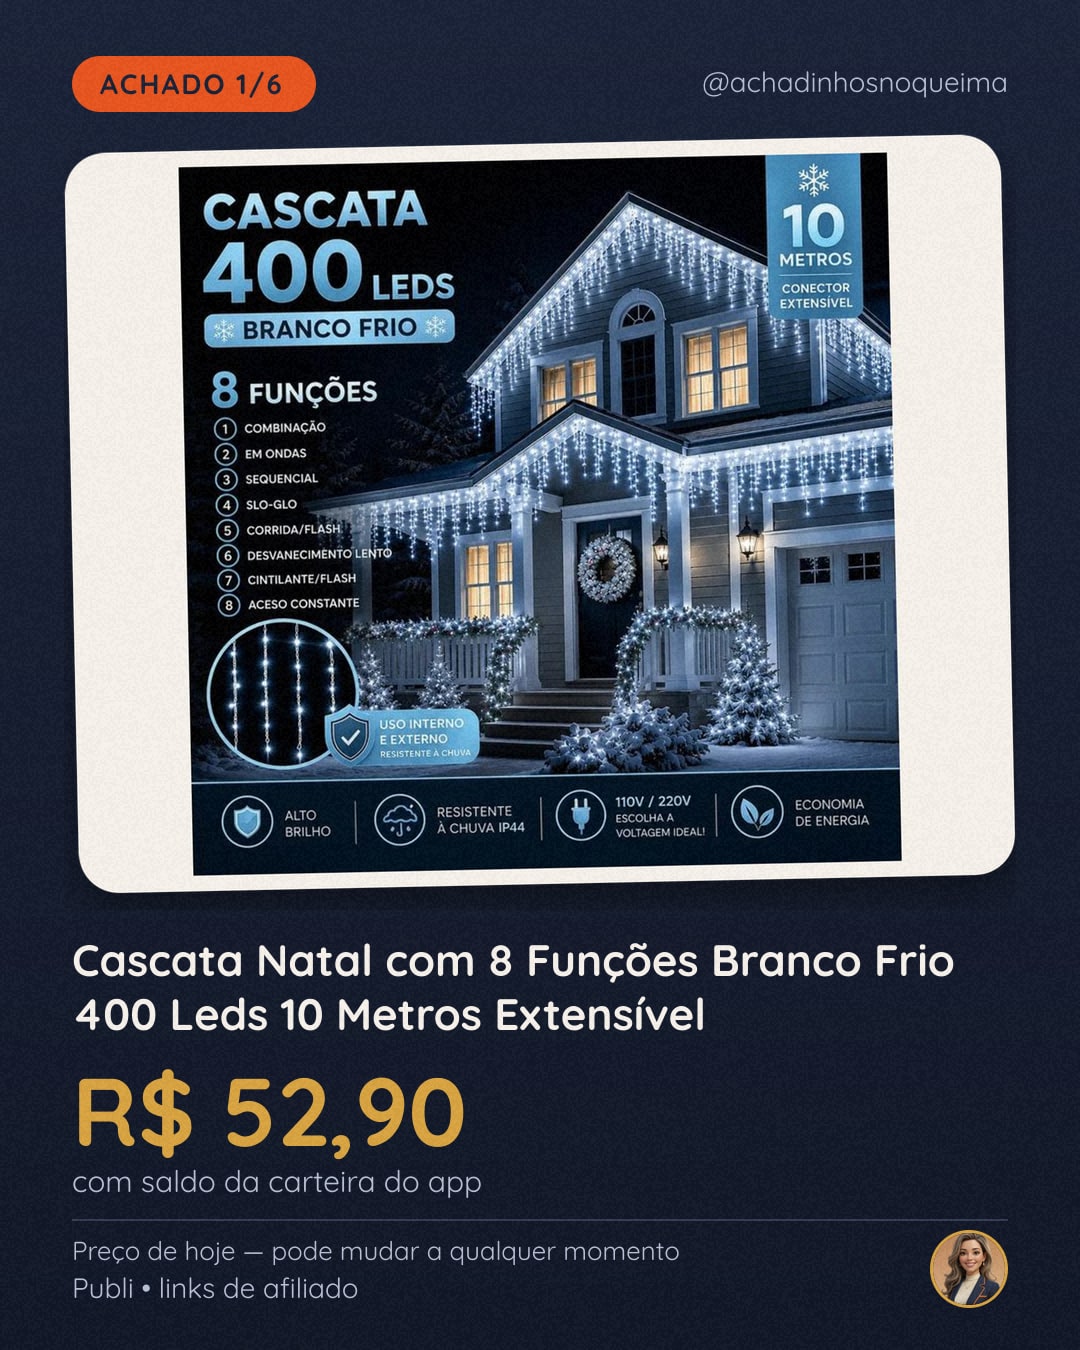 ACHADO 1/6
@achadinhosnoqueima
CASCATA
400 LEDS
BRANCO FRIO
10
METROS
CONECTOR
EXTENSÍVEL
8 FUNÇÕES
1 COMBINAÇÃO
2 EM ONDAS
3 SEQUENCIAL
4 SLO-GLO
5 CORRIDA/FLASH
6 DESVANECIMENTO LENTO
7 CINTILANTE/FLASH
8 ACESO CONSTANTE
USO INTERNO
E EXTERNO
RESISTENTE À CHUVA
ALTO
BRILHO
RESISTENTE
À CHUVA IP44
110V / 220V
ESCOLHA A
VOLTAGEM IDEAL!
ECONOMIA
DE ENERGIA
Cascata Natal com 8 Funções Branco Frio
400 Leds 10 Metros Extensível
R$ 52,90
com saldo da carteira do app
Preço de hoje — pode mudar a qualquer momento
Publi • links de afiliado